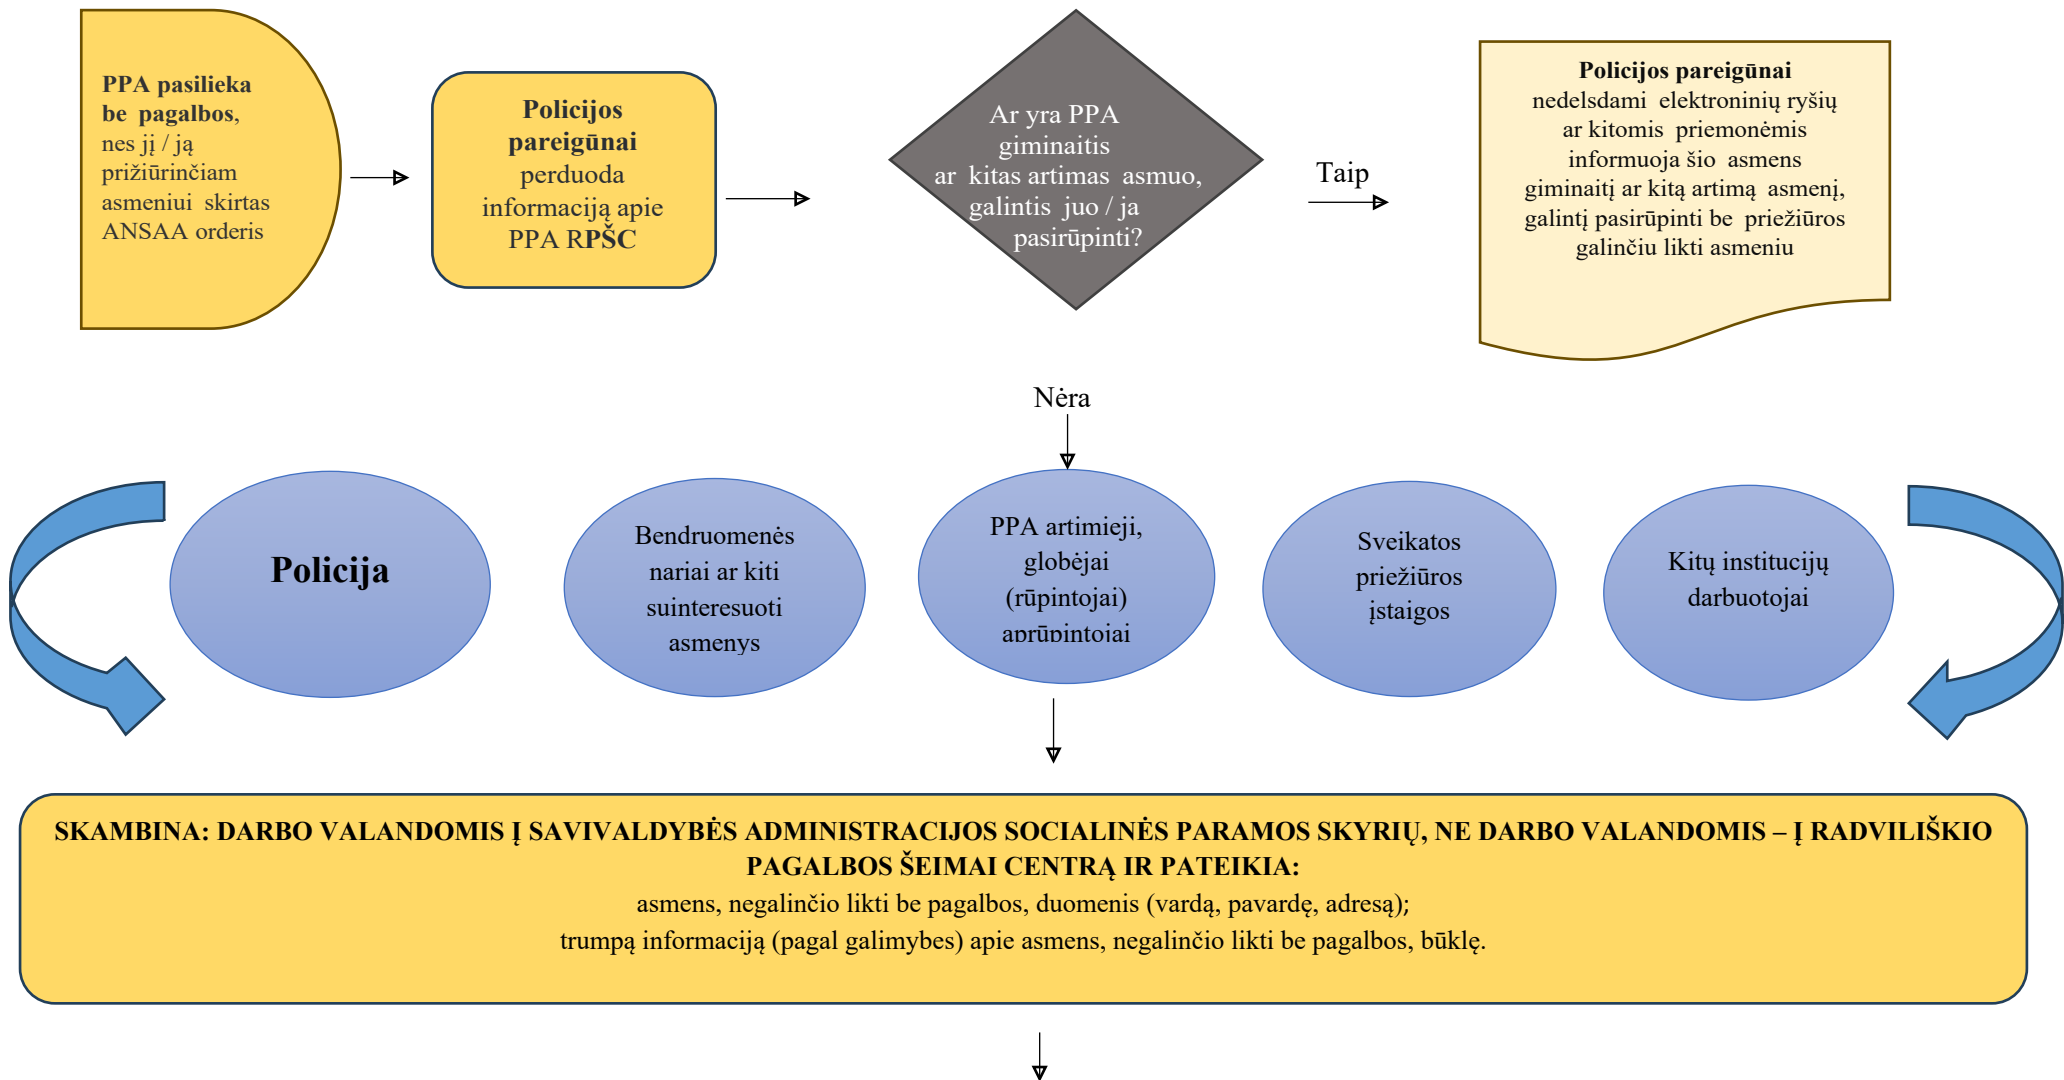 PPA pasilieka
be pagalbos,
nes jį / ją
prižiūrinčiam
asmeniui skirtas
ANSAA orderis
Policijos
pareigūnai
perduoda
informaciją apie
PPA RPŠC
Ar yra PPA
giminaitis
ar kitas artimas asmuo,
galintis juo / ja
pasirūpinti?
Taip
Policijos pareigūnai
nedelsdami elektroninių ryšių
ar kitomis priemonėmis
informuoja šio asmens
giminaitį ar kitą artimą asmenį,
galintį pasirūpinti be priežiūros
galinčiu likti asmeniu
Nėra
Policija
Bendruomenės
nariai ar kiti
suinteresuoti
asmenys
PPA artimieji,
globėjai
(rūpintojai)
aprūpintojai
Sveikatos
priežiūros
įstaigos
Kitų institucijų
darbuotojai
SKAMBINA: DARBO VALANDOMIS Į SAVIVALDYBĖS ADMINISTRACIJOS SOCIALINĖS PARAMOS SKYRIŲ, NE DARBO VALANDOMIS – Į RADVILIŠKIO
PAGALBOS ŠEIMAI CENTRĄ IR PATEIKIA:
asmens, negalinčio likti be pagalbos, duomenis (vardą, pavardę, adresą);
trumpą informaciją (pagal galimybes) apie asmens, negalinčio likti be pagalbos, būklę.